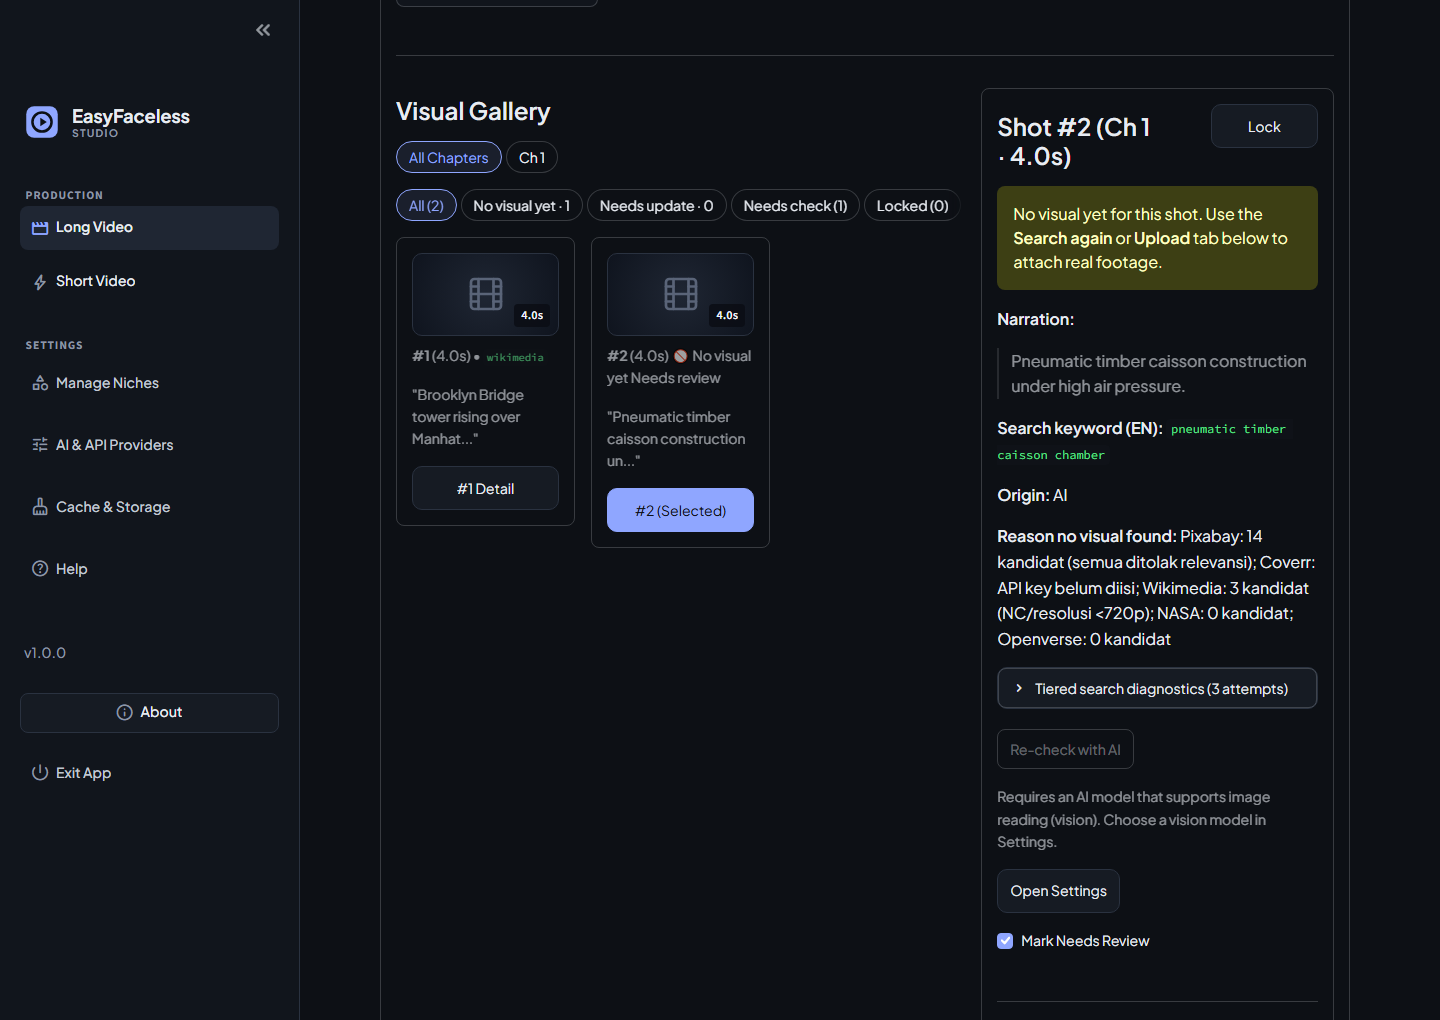 EasyFaceless
STUDIO
PRODUCTION
Long Video
Short Video
SETTINGS
Manage Niches
AI & API Providers
Cache & Storage
Help
v1.0.0
About
Exit App
Visual Gallery
All Chapters
Ch 1
All (2)
No visual yet · 1
Needs update · 0
Needs check (1)
Locked (0)
4.0s
#1 (4.0s) • wikimedia
"Brooklyn Bridge
tower rising over
Manhat..."
#1 Detail
4.0s
#2 (4.0s) 🚫 No visual
yet Needs review
"Pneumatic timber
caisson construction
un..."
#2 (Selected)
Shot #2 (Ch 1
· 4.0s)
Lock
No visual yet for this shot. Use the
Search again or Upload tab below to
attach real footage.
Narration:
Pneumatic timber caisson construction
under high air pressure.
Search keyword (EN): pneumatic timber
caisson chamber
Origin: AI
Reason no visual found: Pixabay: 14
kandidat (semua ditolak relevansi); Coverr:
API key belum diisi; Wikimedia: 3 kandidat
(NC/resolusi <720p); NASA: 0 kandidat;
Openverse: 0 kandidat
Tiered search diagnostics (3 attempts)
Re-check with AI
Requires an AI model that supports image
reading (vision). Choose a vision model in
Settings.
Open Settings
Mark Needs Review